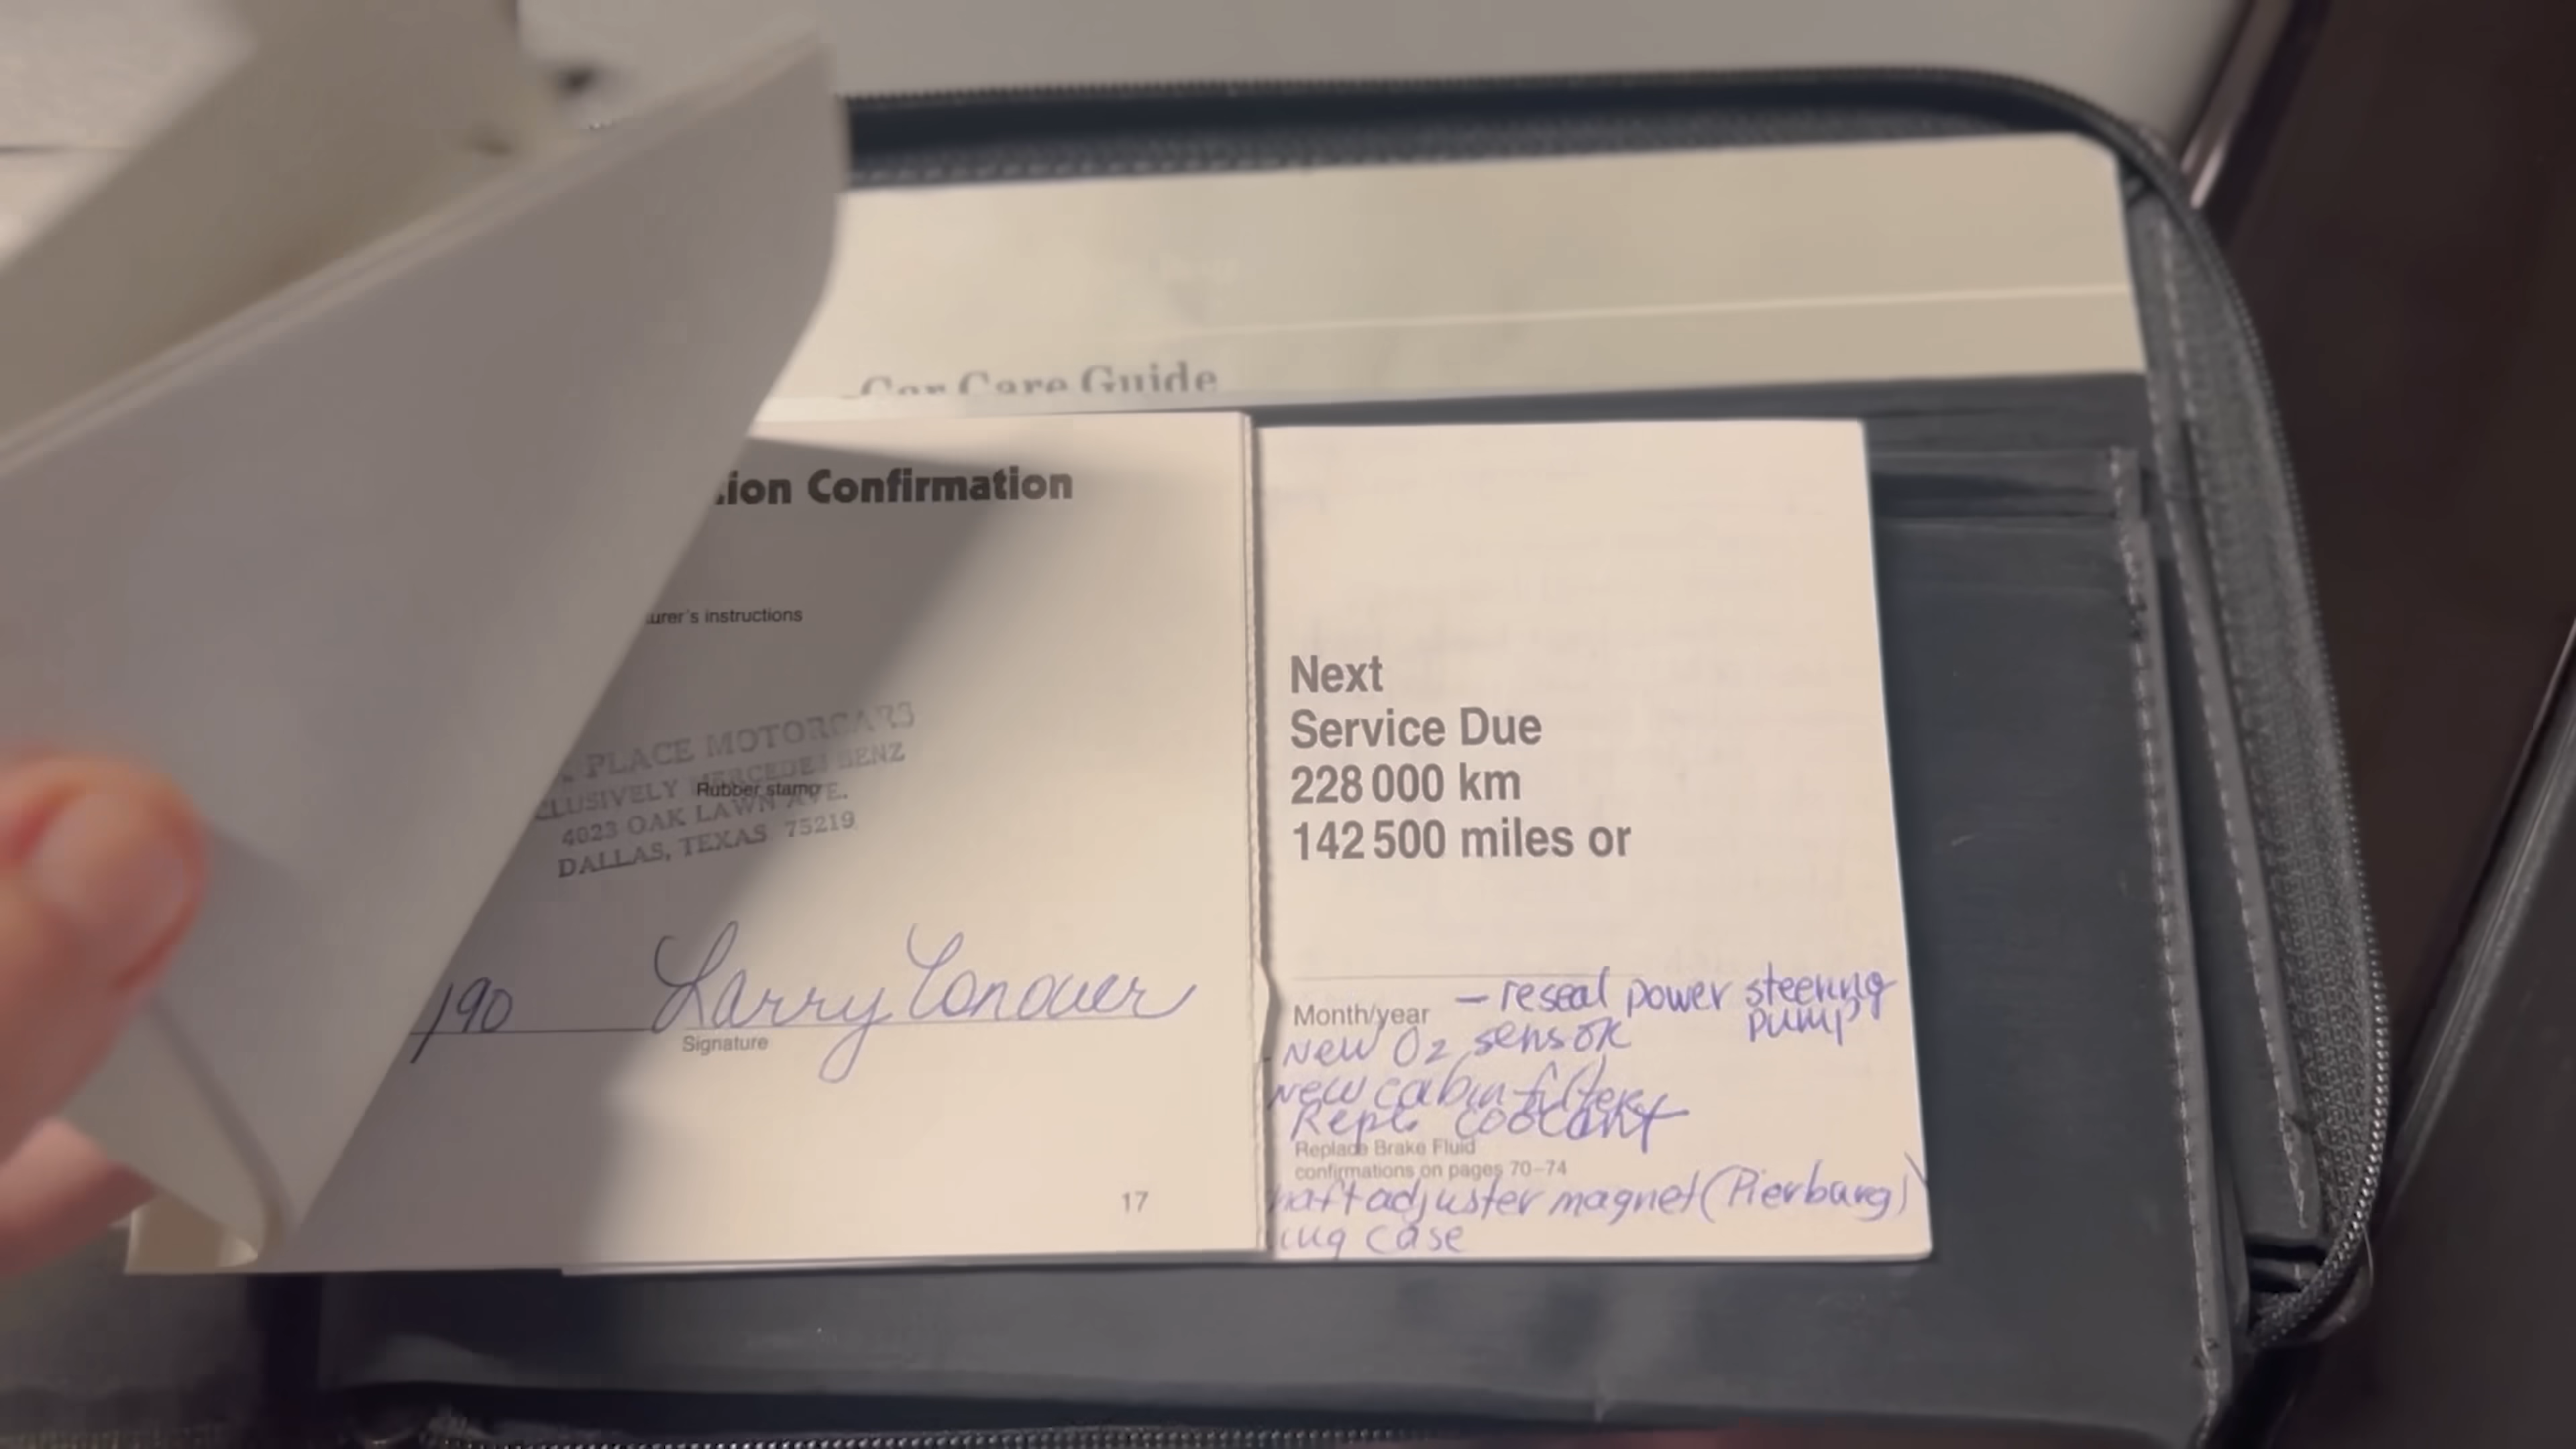 Car Care Guide
ion Confirmation
urer's instructions
PLACE MOTORCARS
CLUSIVELY MERCEDES BENZ
Rubber stamp
4023 OAK LAWN AVE.
DALLAS, TEXAS 75219
/90 Larry Conover
Signature
17
Next
Service Due
228 000 km
142 500 miles or
Month/year - reseal power steering
pump
New O2 sensor
New cabin filter
Repl. coolant
Replace Brake Fluid
confirmations on pages 70–74
haft adjuster magnet (Pierburg)
case